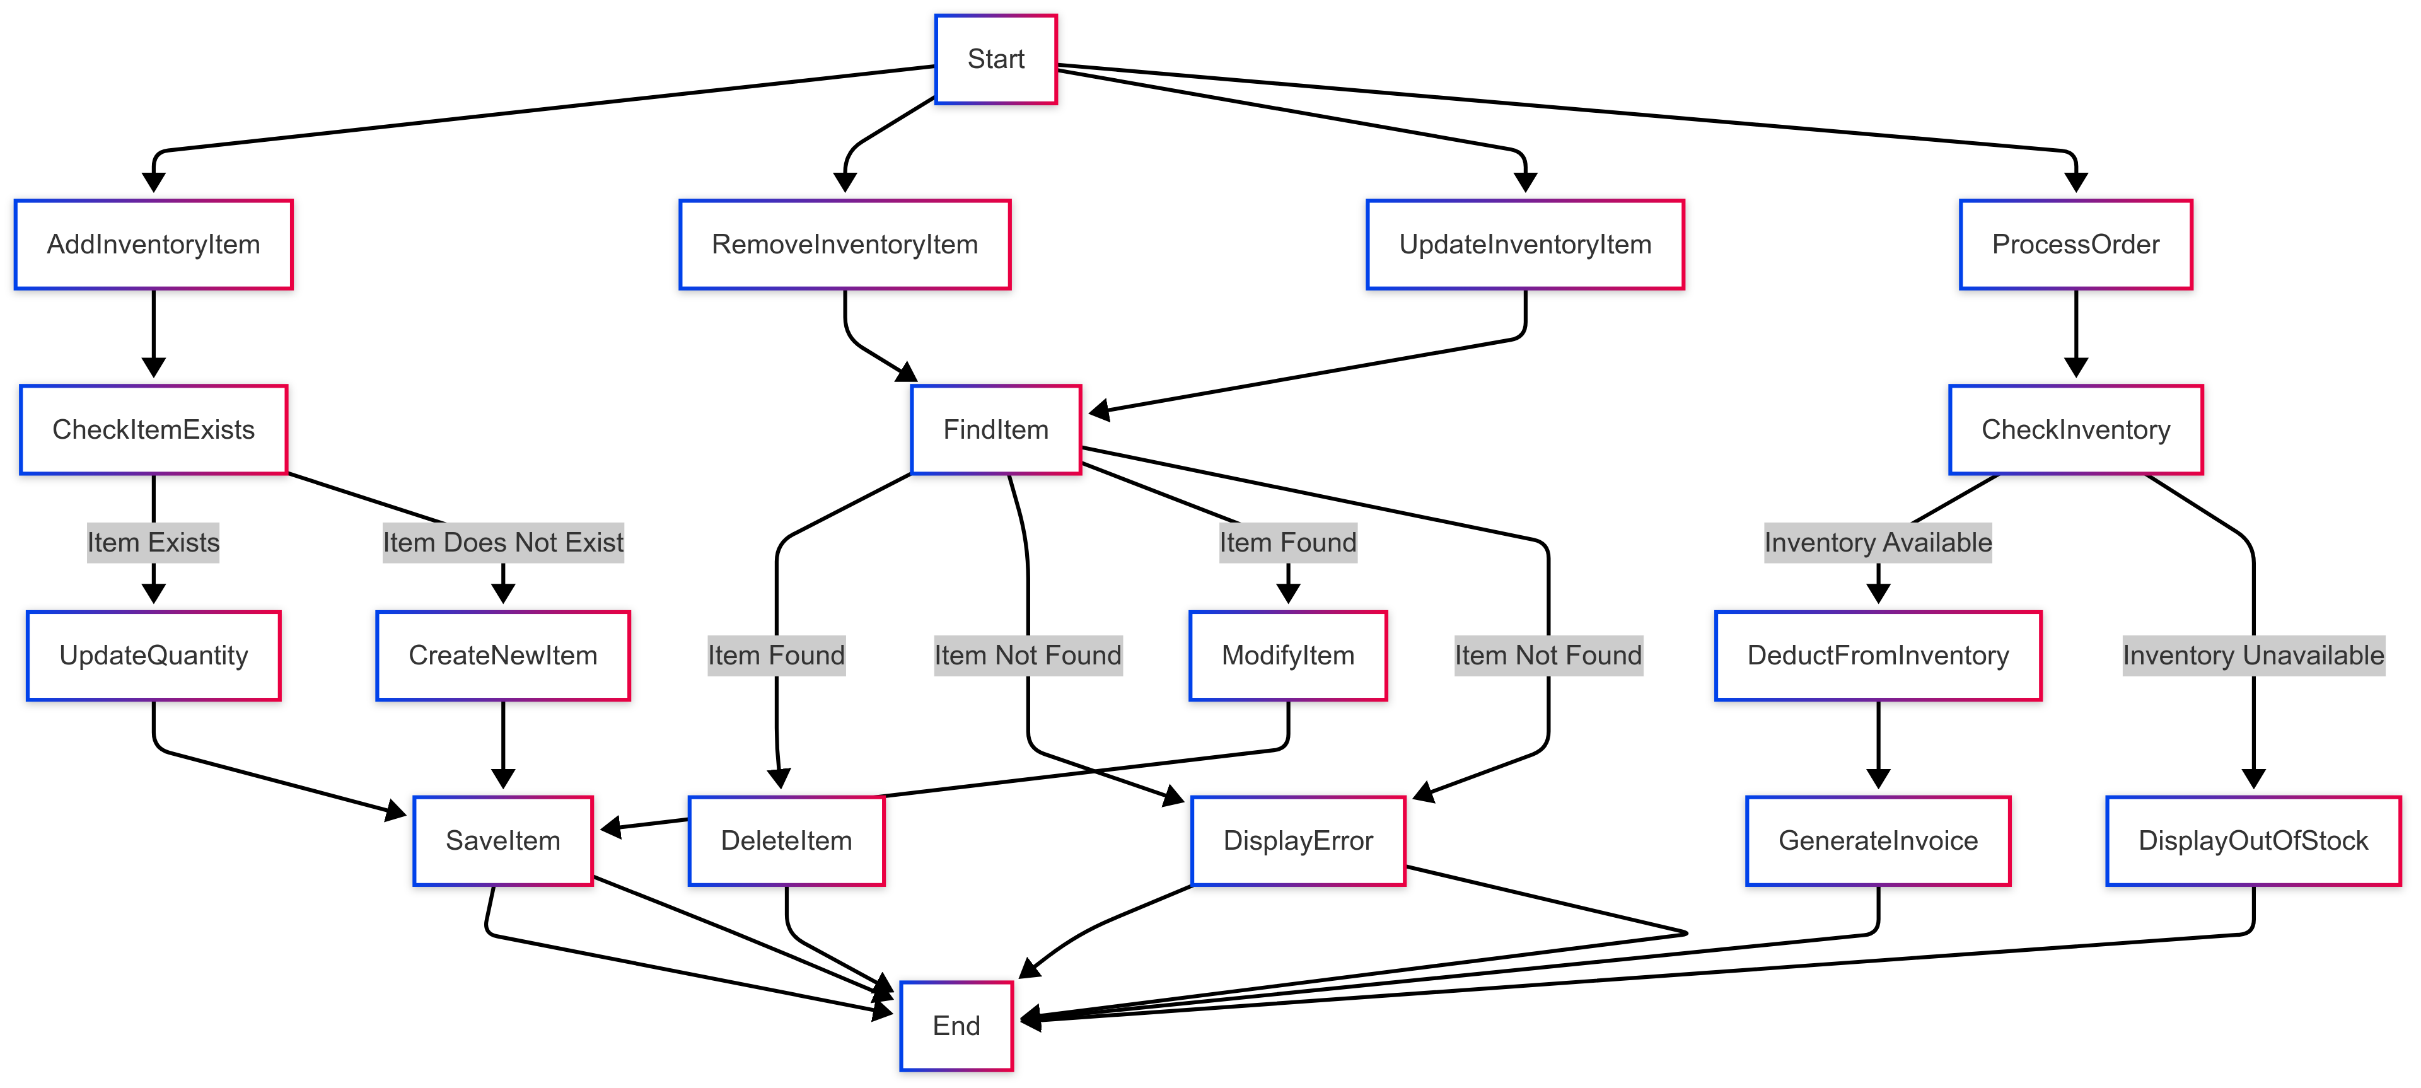 Start
AddInventoryItem
RemoveInventoryItem
UpdateInventoryItem
ProcessOrder
CheckItemExists
FindItem
CheckInventory
Item Exists
Item Does Not Exist
Item Found
Inventory Available
UpdateQuantity
CreateNewItem
Item Found
Item Not Found
ModifyItem
Item Not Found
DeductFromInventory
Inventory Unavailable
SaveItem
DeleteItem
DisplayError
GenerateInvoice
DisplayOutOfStock
End